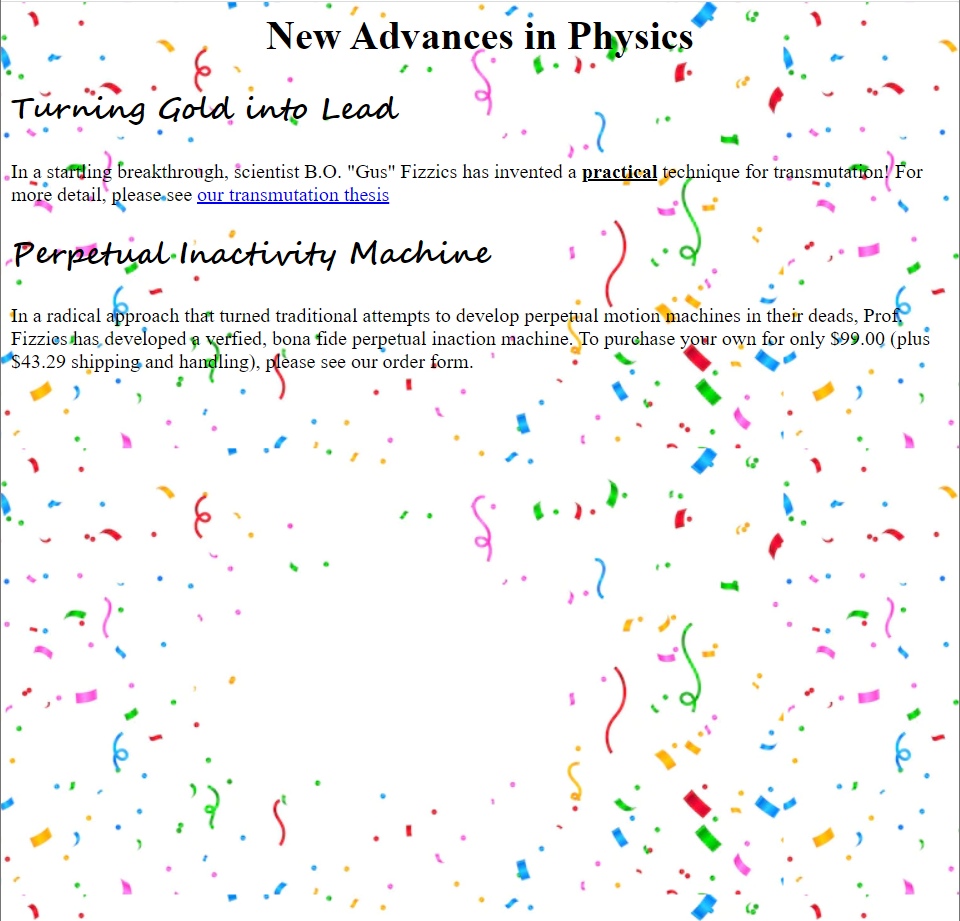 New Advances in Physics
Turning Gold into Lead
In a startling breakthrough, scientist B.O. "Gus" Fizzics has invented a practical technique for transmutation! For
more detail, please see our transmutation thesis
Perpetual Inactivity Machine
In a radical approach that turned traditional attempts to develop perpetual motion machines in their deads, Prof.
Fizzies has developed a verfied, bona fide perpetual inaction machine. To purchase your own for only $99.00 (plus
$43.29 shipping and handling), please see our order form.